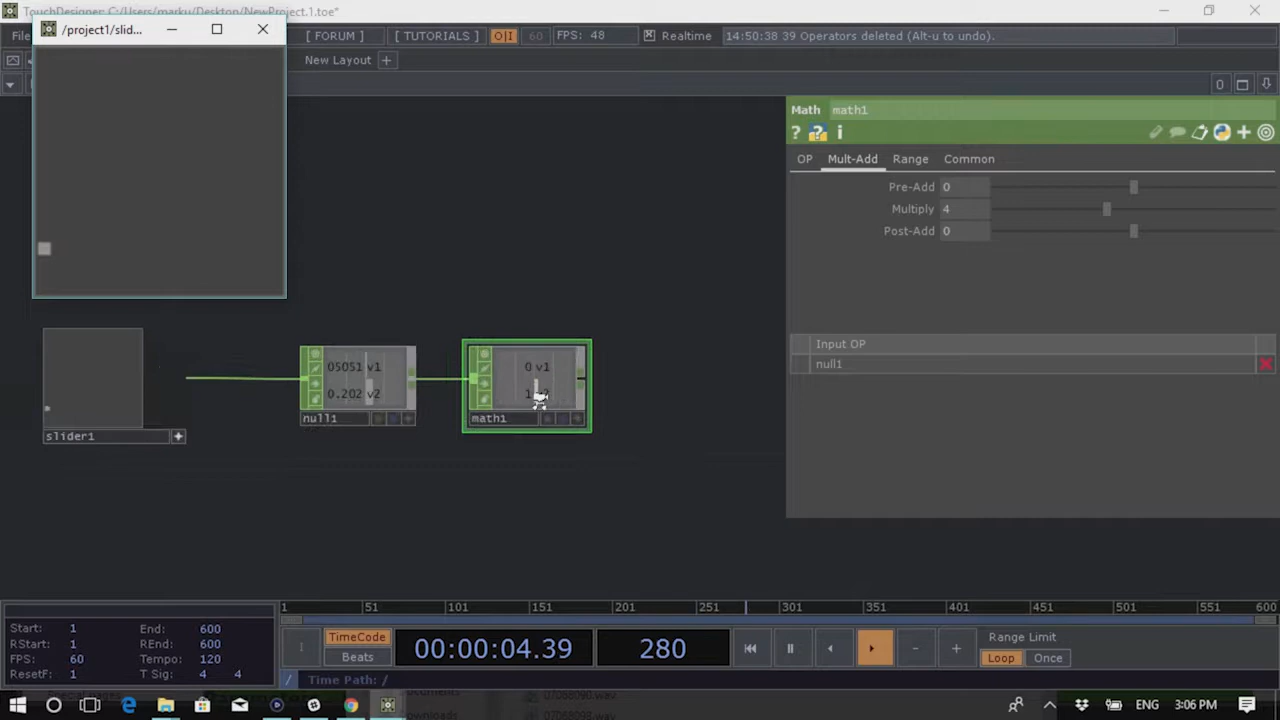 TouchDesigner: C:/Users/marku/Desktop/NewProject.1.toe*
/project1/slid...
File
[ FORUM ]
[ TUTORIALS ]
O|I
60
FPS: 48
Realtime
14:50:38 39 Operators deleted (Alt-u to undo).
New Layout +
0
Math math1
? ? i
OP Mult-Add Range Common
Pre-Add 0
Multiply 4
Post-Add 0
Input OP
null1
05051 v1
0.202 v2
null1
0 v1
math1
slider1
1 51 101 151 201 251 301 351 401 451 501 551 600
Start: 1 End: 600
RStart: 1 REnd: 600
FPS: 60 Tempo: 120
ResetF: 1 T Sig: 4 4
TimeCode
Beats
00:00:04.39
280
Range Limit
Loop Once
/ Time Path: /
ENG 3:06 PM